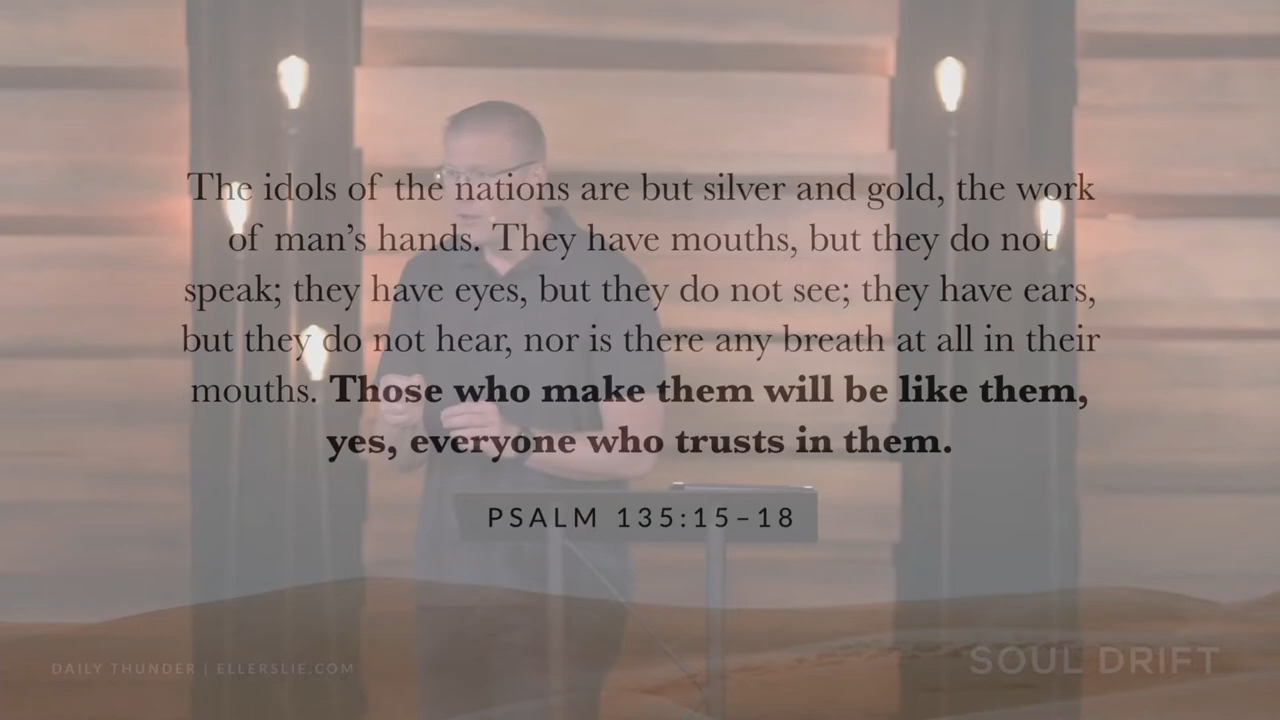 The idols of the nations are but silver and gold, the work
of man’s hands. They have mouths, but they do not
speak; they have eyes, but they do not see; they have ears,
but they do not hear, nor is there any breath at all in their
mouths. Those who make them will be like them,
yes, everyone who trusts in them.
PSALM 135:15–18
DAILY THUNDER | ELLERSLIE.COM
SOUL DRIFT